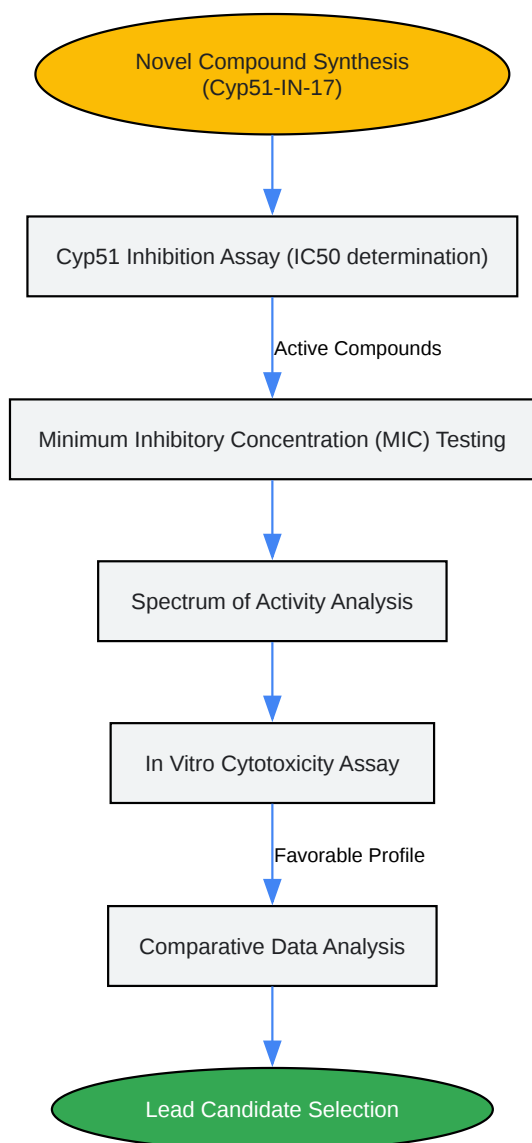 Novel Compound Synthesis
(Cyp51-IN-17)
Cyp51 Inhibition Assay (IC50 determination)
Active Compounds
Minimum Inhibitory Concentration (MIC) Testing
Spectrum of Activity Analysis
In Vitro Cytotoxicity Assay
Favorable Profile
Comparative Data Analysis
Lead Candidate Selection